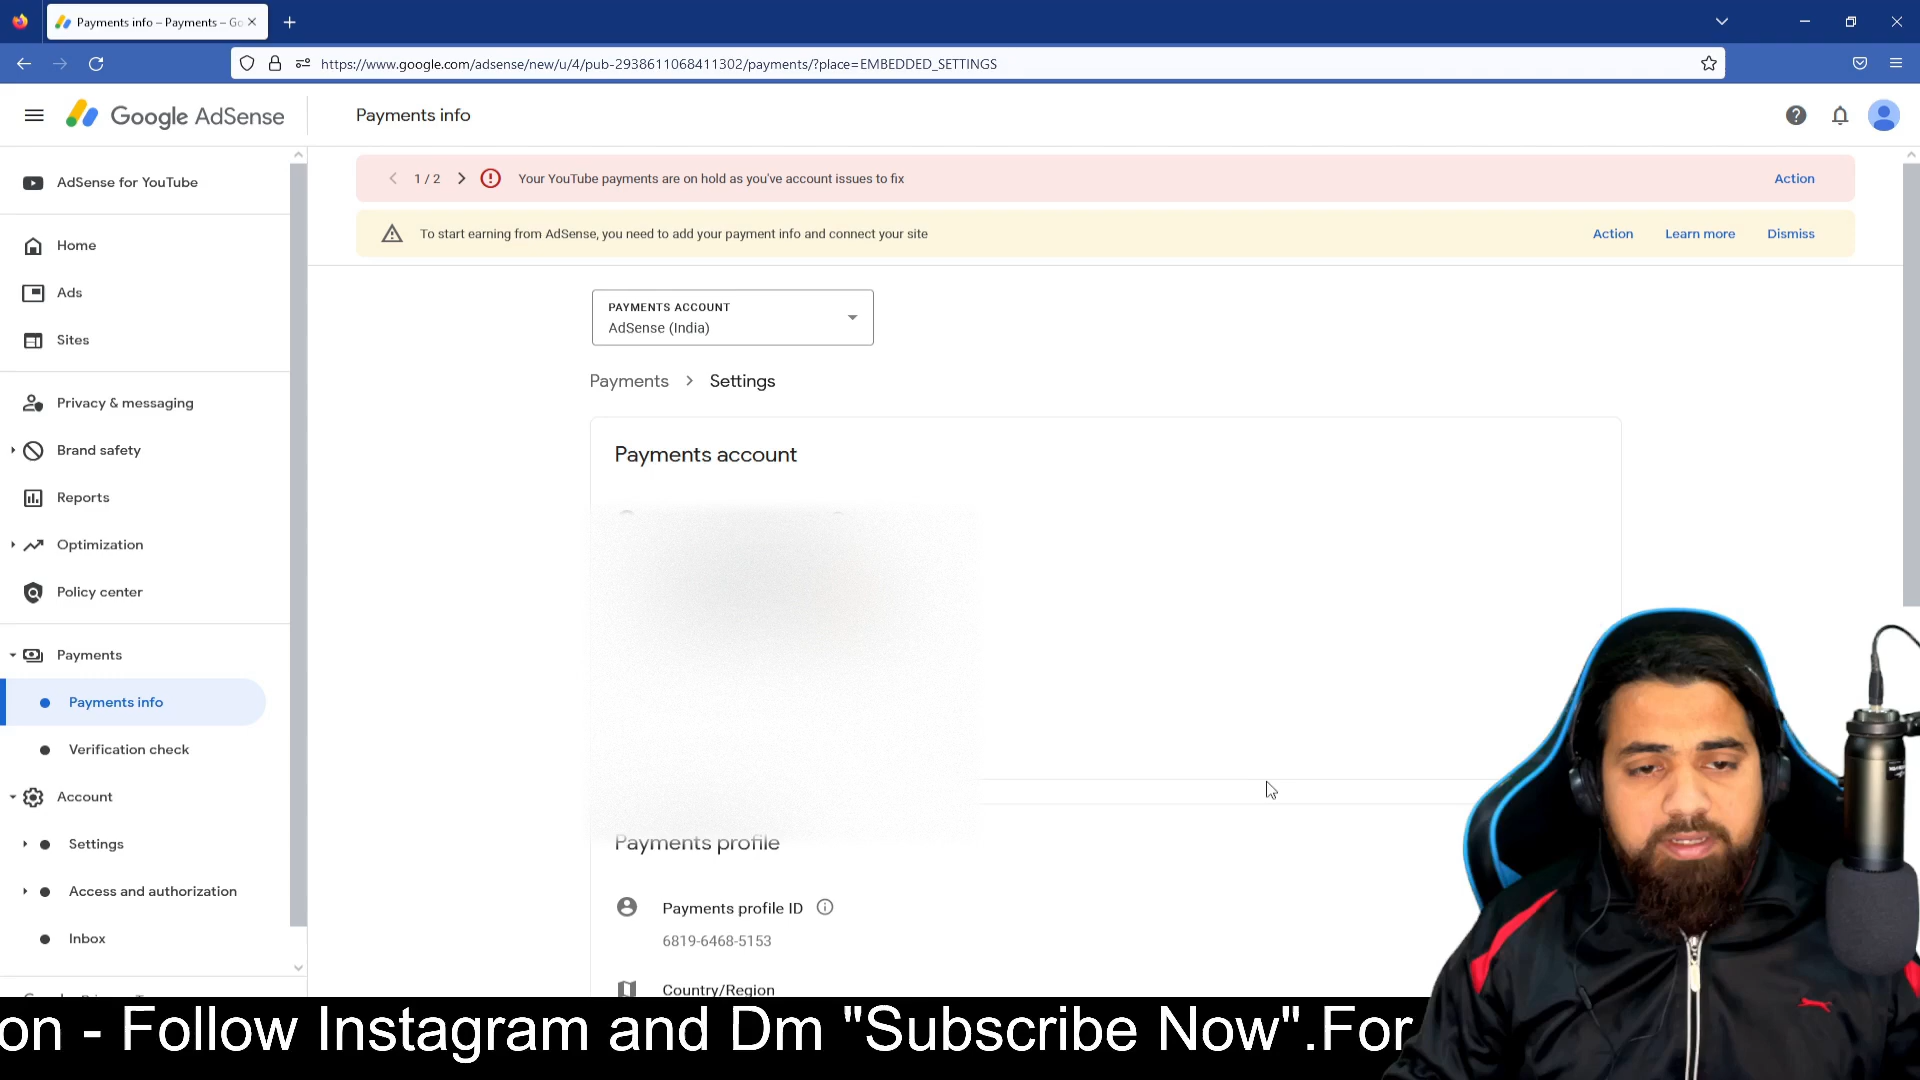 Payments info – Payments – Go
https://www.google.com/adsense/new/u/4/pub-2938611068411302/payments/?place=EMBEDDED_SETTINGS
Google AdSense
Payments info
AdSense for YouTube
Home
Ads
Sites
Privacy & messaging
Brand safety
Reports
Optimization
Policy center
Payments
Payments info
Verification check
Account
Settings
Access and authorization
Inbox
1 / 2
Your YouTube payments are on hold as you've account issues to fix
Action
To start earning from AdSense, you need to add your payment info and connect your site
Action
Learn more
Dismiss
PAYMENTS ACCOUNT
AdSense (India)
Payments > Settings
Payments account
Payments profile
Payments profile ID
6819-6468-5153
Country/Region
on - Follow Instagram and Dm "Subscribe Now".For